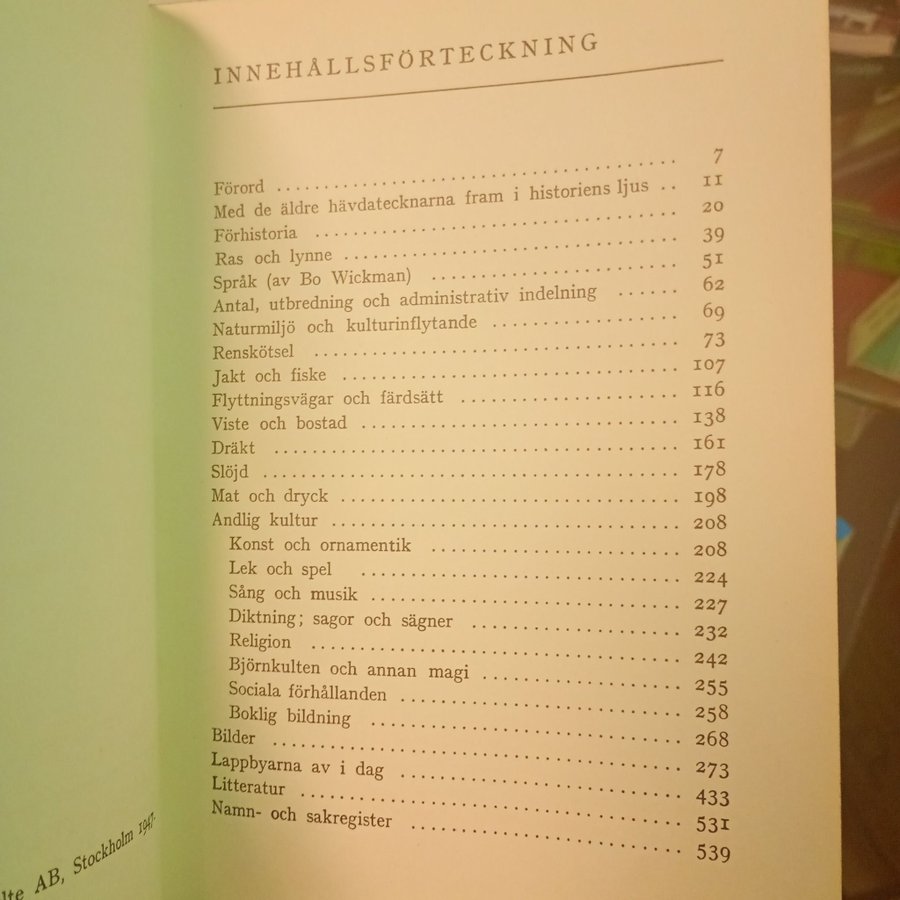 INNEHÅLLSFÖRTECKNING
Förord .................................. 7
Med de äldre hävdatecknarna fram i historiens ljus .. 11
Förhistoria .................................. 20
Ras och lynne .................................. 39
Språk (av Bo Wickman) ........................ 51
Antal, utbredning och administrativ indelning ...... 62
Naturmiljö och kulturinflytande .................. 69
Renskötsel .................................. 73
Jakt och fiske ................................ 107
Flyttningsvägar och färdsätt ..................... 116
Viste och bostad .............................. 138
Dräkt .................................. 161
Slöjd .................................. 178
Mat och dryck ................................ 198
Andlig kultur ................................ 208
Konst och ornamentik ........................ 208
Lek och spel .............................. 224
Sång och musik .............................. 227
Diktning; sagor och sägner ..................... 232
Religion .................................. 242
Björnkulten och annan magi .................. 255
Sociala förhållanden ........................ 258
Boklig bildning .............................. 268
Bilder .................................. 273
Lappbyarna av i dag ........................ 433
Litteratur .................................. 531
Namn- och sakregister ........................ 539
lte AB, Stockholm 1947.